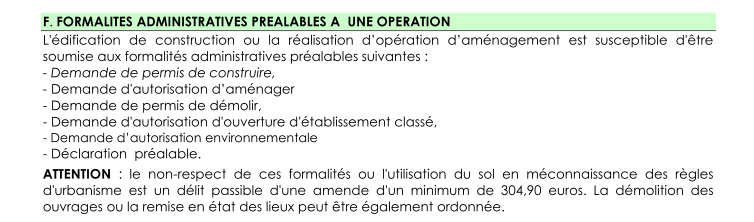 F. FORMALITES ADMINISTRATIVES PREALABLES A UNE OPERATION
L'édification de construction ou la réalisation d'opération d'aménagement est susceptible d'être
soumise aux formalités administratives préalables suivantes :
- Demande de permis de construire,
- Demande d'autorisation d'aménager
- Demande de permis de démolir,
- Demande d'autorisation d'ouverture d'établissement classé,
- Demande d'autorisation environnementale
- Déclaration préalable.
ATTENTION : le non-respect de ces formalités ou l'utilisation du sol en méconnaissance des règles
d'urbanisme est un délit passible d'une amende d'un minimum de 304,90 euros. La démolition des
ouvrages ou la remise en état des lieux peut être également ordonnée.